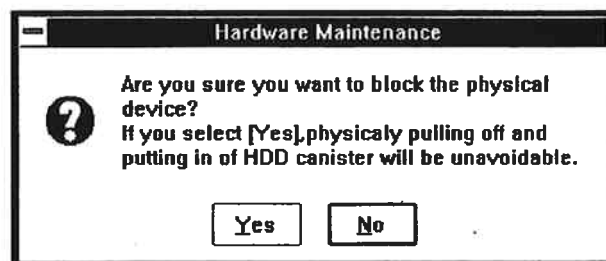 Hardware Maintenance
Are you sure you want to block the physical
device?
If you select [Yes],physicaly pulling off and
putting in of HDD canister will be unavoidable.
Yes
No